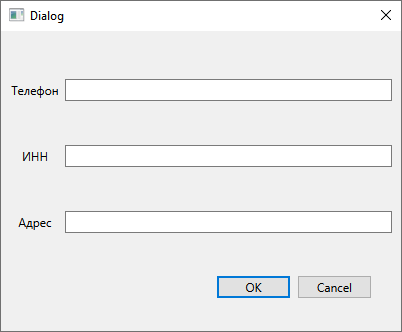 Dialog
Телефон
ИНН
Адрес
OK
Cancel